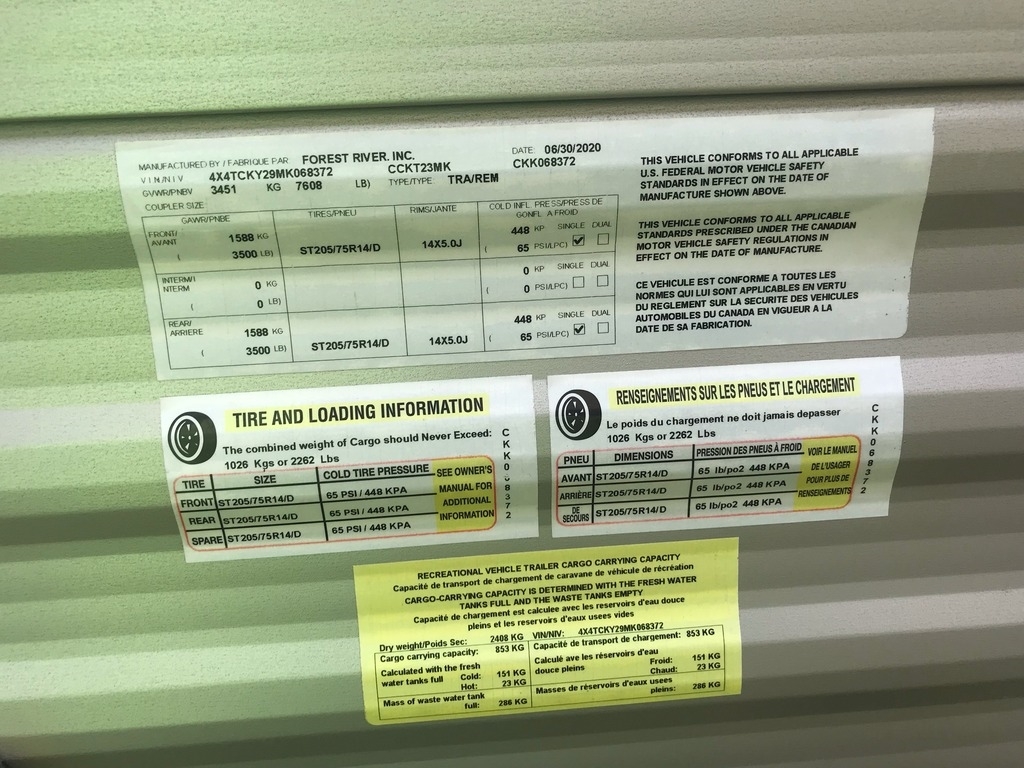 MANUFACTURED BY / FABRIQUE PAR: FOREST RIVER. INC. DATE: 06/30/2020
V I N/N I V 4X4TCKY29MK068372 CCKT23MK CKK068372
GVWR/PNBV 3451 KG 7608 LB) TYPE/TYPE: TRA/REM
COUPLER SIZE:
GAWR/PNBE TIRES/PNEU RIMS/JANTE COLD INFL. PRESS/PRESS DE GONFL. A FROID
FRONT/AVANT 1588 KG ST205/75R14/D 14X5.0J 448 KP SINGLE DUAL
( 3500 LB) ( 65 PSI/LPC)
INTERM/INTERM 0 KG 0 KP SINGLE DUAL
( 0 LB) ( 0 PSI/LPC)
REAR/ARRIERE 1588 KG ST205/75R14/D 14X5.0J 448 KP SINGLE DUAL
( 3500 LB) ( 65 PSI/LPC)
THIS VEHICLE CONFORMS TO ALL APPLICABLE
U.S. FEDERAL MOTOR VEHICLE SAFETY
STANDARDS IN EFFECT ON THE DATE OF
MANUFACTURE SHOWN ABOVE.
THIS VEHICLE CONFORMS TO ALL APPLICABLE
STANDARDS PRESCRIBED UNDER THE CANADIAN
MOTOR VEHICLE SAFETY REGULATIONS IN
EFFECT ON THE DATE OF MANUFACTURE.
CE VEHICULE EST CONFORME A TOUTES LES
NORMES QUI LUI SONT APPLICABLES EN VERTU
DU REGLEMENT SUR LA SECURITE DES VEHICULES
AUTOMOBILES DU CANADA EN VIGUEUR A LA
DATE DE SA FABRICATION.
TIRE AND LOADING INFORMATION
The combined weight of Cargo should Never Exceed:
1026 Kgs or 2262 Lbs
TIRE SIZE COLD TIRE PRESSURE
FRONT ST205/75R14/D 65 PSI / 448 KPA
REAR ST205/75R14/D 65 PSI / 448 KPA
SPARE ST205/75R14/D 65 PSI / 448 KPA
SEE OWNER'S
MANUAL FOR
ADDITIONAL
INFORMATION
CKK068372
RENSEIGNEMENTS SUR LES PNEUS ET LE CHARGEMENT
Le poids du chargement ne doit jamais depasser
1026 Kgs or 2262 Lbs
PNEU DIMENSIONS PRESSION DES PNEUS À FROID
AVANT ST205/75R14/D 65 lb/po2 448 KPA
ARRIÈRE ST205/75R14/D 65 lb/po2 448 KPA
DE SECOURS ST205/75R14/D 65 lb/po2 448 KPA
VOIR LE MANUEL
DE L'USAGER
POUR PLUS DE
RENSEIGNEMENTS
CKK068372
RECREATIONAL VEHICLE TRAILER CARGO CARRYING CAPACITY
Capacité de transport de chargement de caravane de véhicule de récréation
CARGO-CARRYING CAPACITY IS DETERMINED WITH THE FRESH WATER
TANKS FULL AND THE WASTE TANKS EMPTY
Capacité de chargement est calculee avec les reservoirs d'eau douce
pleins et les reservoirs d'eaux usees vides
Dry weight/Poids Sec: 2408 KG VIN/NIV: 4X4TCKY29MK068372
Cargo carrying capacity: 853 KG Capacité de transport de chargement: 853 KG
Calculated with the fresh water tanks full Cold: 151 KG Hot: 23 KG
Calculé ave les réservoirs d'eau douce pleins Froid: 151 KG Chaud: 23 KG
Mass of waste water tank full: 286 KG
Masses de réservoirs d'eaux usees pleins: 286 KG